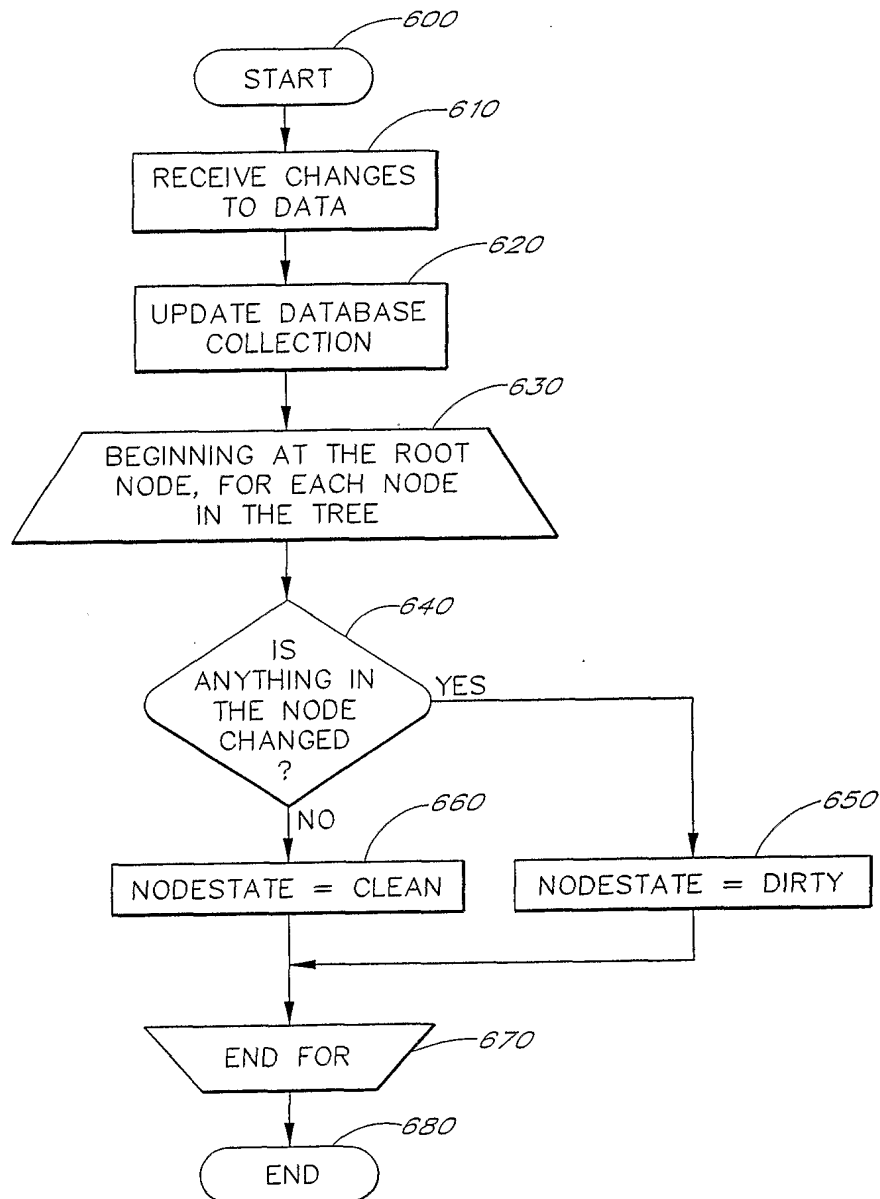 600
START
610
RECEIVE CHANGES
TO DATA
620
UPDATE DATABASE
COLLECTION
630
BEGINNING AT THE ROOT
NODE, FOR EACH NODE
IN THE TREE
640
IS
ANYTHING IN
THE NODE
CHANGED
?
YES
NO
660
NODESTATE = CLEAN
650
NODESTATE = DIRTY
670
END FOR
680
END